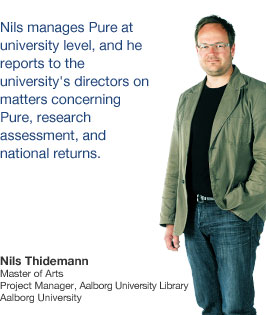 Nils manages Pure at
university level, and he
reports to the
university's directors on
matters concerning
Pure, research
assessment, and
national returns.
Nils Thidemann
Master of Arts
Project Manager, Aalborg University Library
Aalborg University